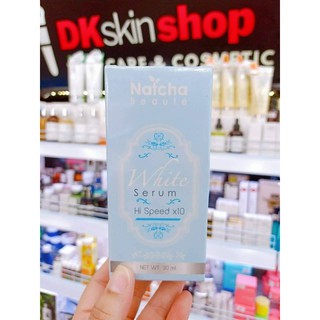 DKskinshop
CARE & COSMETIC
Natcha
beauté
White
Serum
Hi Speed x10
NET WT. 30 ml